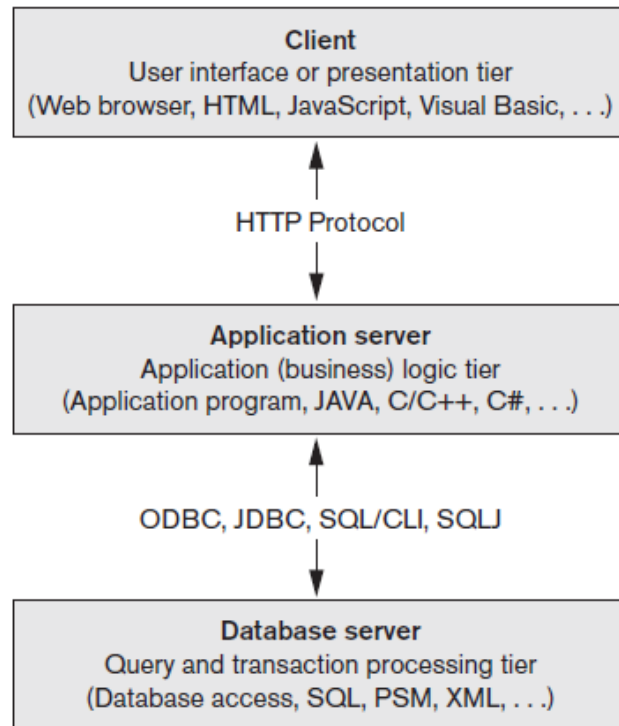 Client
User interface or presentation tier
(Web browser, HTML, JavaScript, Visual Basic, . . .)
HTTP Protocol
Application server
Application (business) logic tier
(Application program, JAVA, C/C++, C#, . . .)
ODBC, JDBC, SQL/CLI, SQLJ
Database server
Query and transaction processing tier
(Database access, SQL, PSM, XML, . . .)